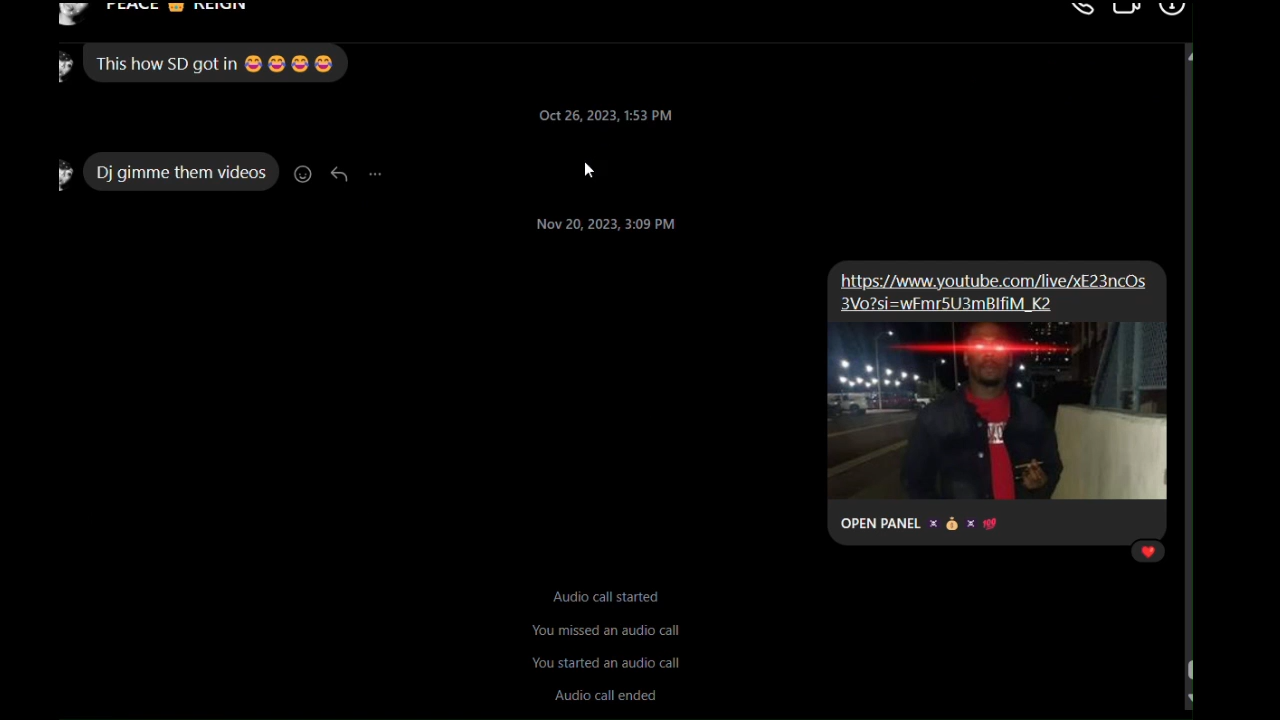 PEACE 👑 REIGN
This how SD got in 😂 😂 😂 😂
Oct 26, 2023, 1:53 PM
Dj gimme them videos
Nov 20, 2023, 3:09 PM
https://www.youtube.com/live/xE23ncOs
3Vo?si=wFmr5U3mBIfiM_K2
OPEN PANEL 💰 💯
Audio call started
You missed an audio call
You started an audio call
Audio call ended